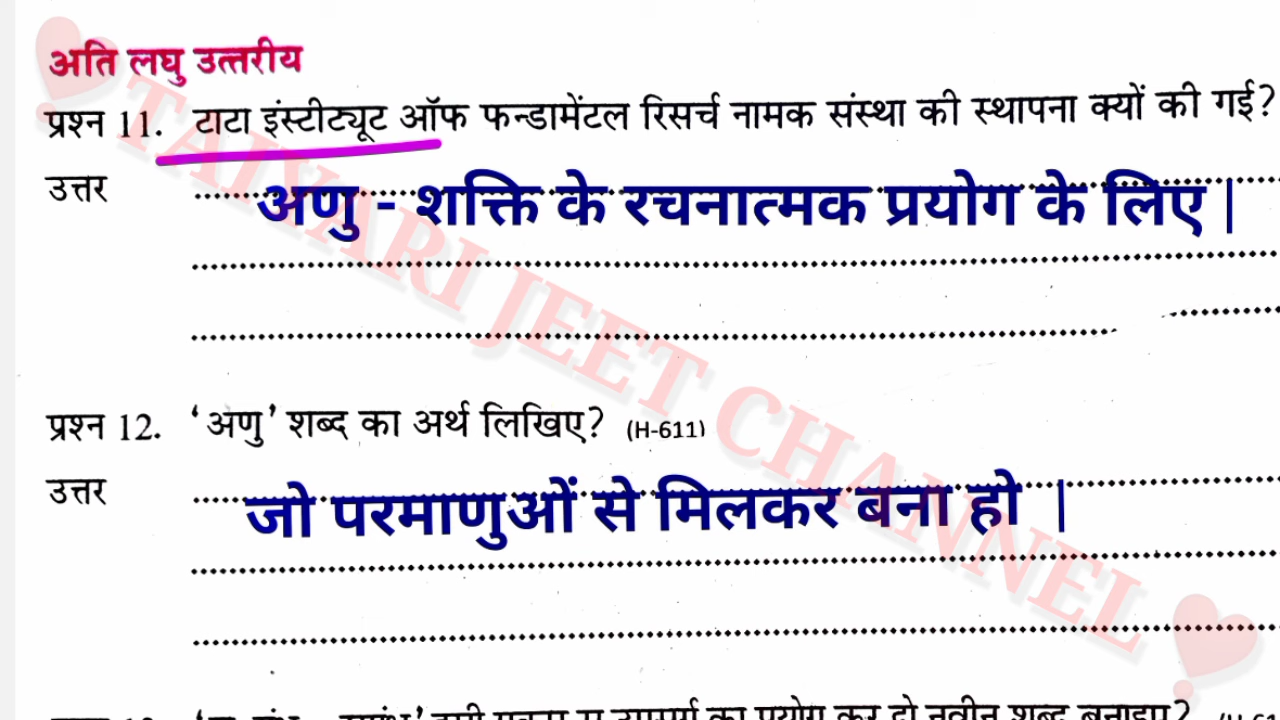 अति लघु उत्तरीय
प्रश्न 11. टाटा इंस्टीट्यूट ऑफ फन्डामेंटल रिसर्च नामक संस्था की स्थापना क्यों की गई?
उत्तर अणु - शक्ति के रचनात्मक प्रयोग के लिए |
प्रश्न 12. 'अणु' शब्द का अर्थ लिखिए? (H-611)
उत्तर जो परमाणुओं से मिलकर बना हो |
TAIYARI JEET CHANNEL